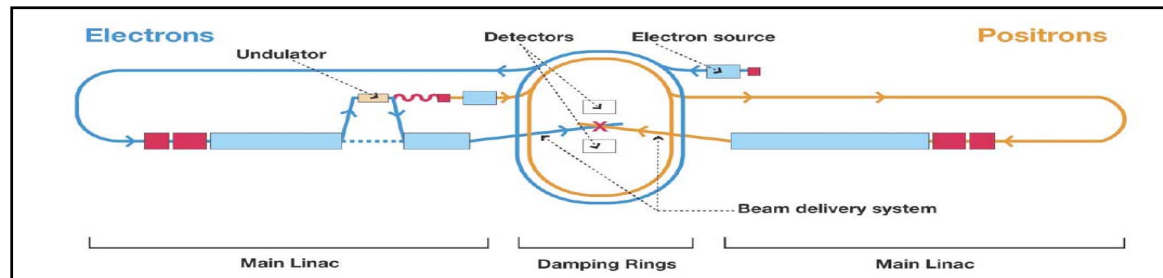 Electrons
Detectors
Electron source
Positrons
Undulator
Beam delivery system
Main Linac
Damping Rings
Main Linac